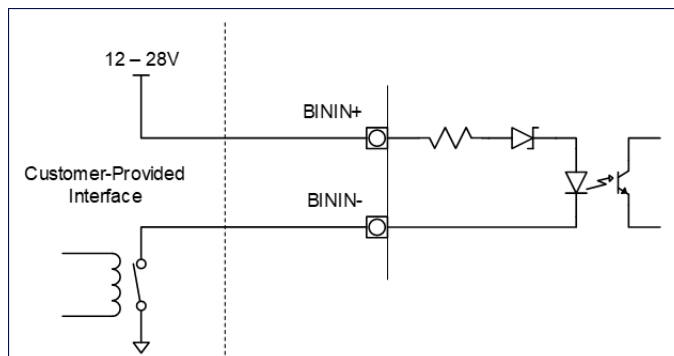 12 – 28V
BININ+
Customer-Provided
Interface
BININ-